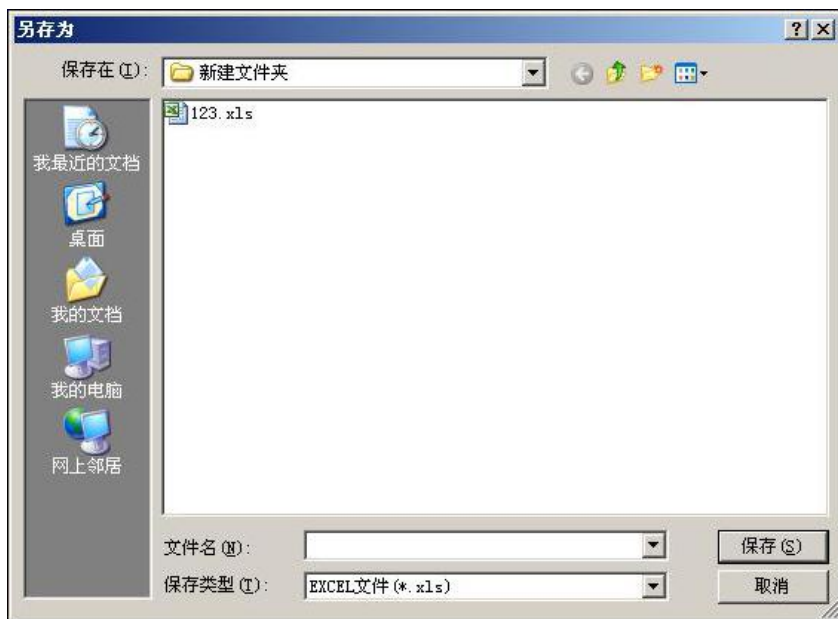 另存为
保存在(I):
新建文件夹
123.xls
我最近的文档
桌面
我的文档
我的电脑
网上邻居
文件名(N):
保存(S)
保存类型(T):
EXCEL文件(*.xls)
取消